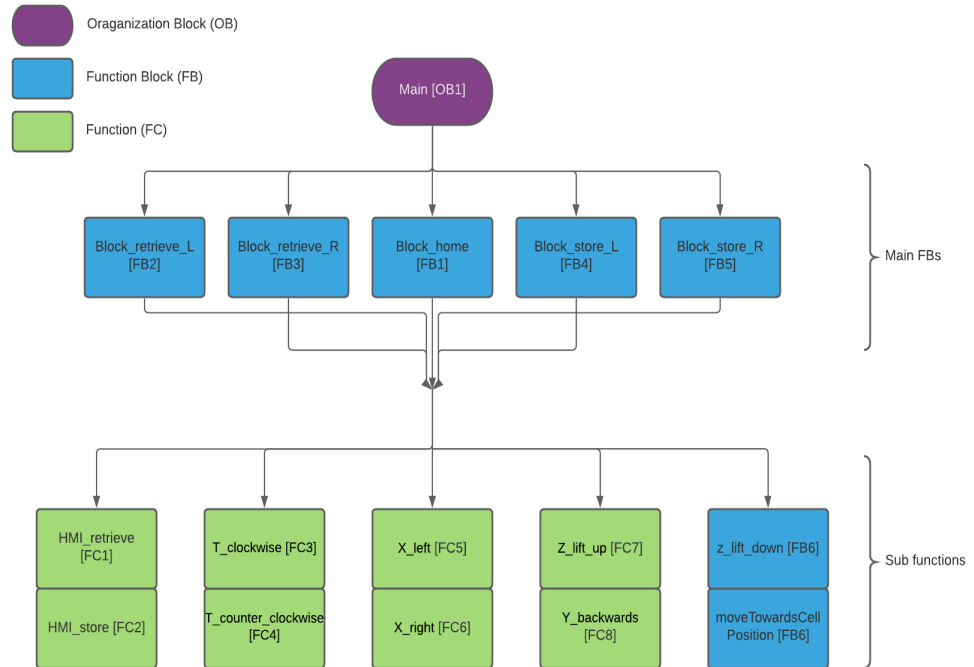 Oraganization Block (OB)
Function Block (FB)
Function (FC)
Main [OB1]
Block_retrieve_L
[FB2]
Block_retrieve_R
[FB3]
Block_home
[FB1]
Block_store_L
[FB4]
Block_store_R
[FB5]
Main FBs
HMI_retrieve
[FC1]
T_clockwise [FC3]
X_left [FC5]
Z_lift_up [FC7]
z_lift_down [FB6]
Sub functions
HMI_store [FC2]
T_counter_clockwise
[FC4]
X_right [FC6]
Y_backwards
[FC8]
moveTowardsCell
Position [FB6]